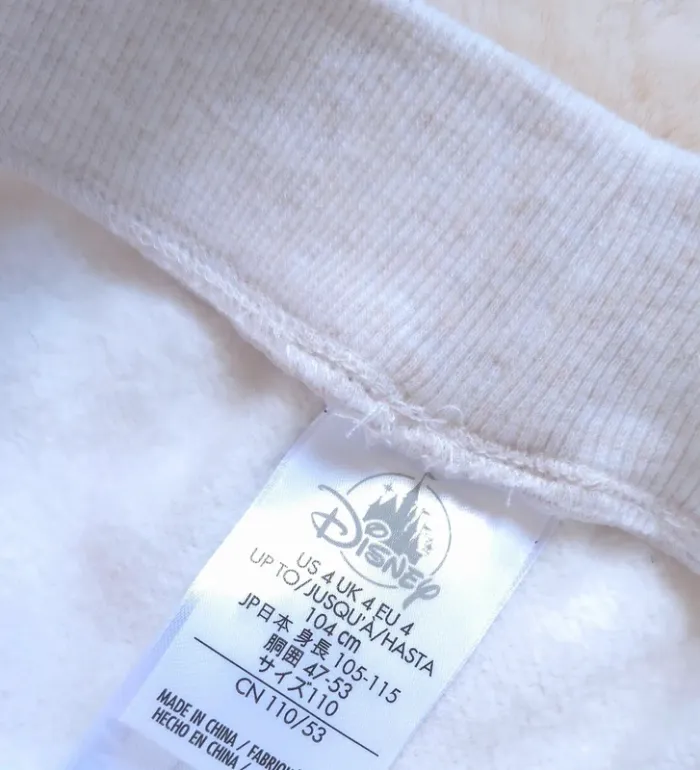 Disney
US 4 UK 4 EU 4
UP TO/JUSQU'À/HASTA
104 cm
JP日本 身長 105-115
胴囲 47-53
サイズ110
CN 110/53
MADE IN CHINA / FABRIQU
HECHO EN CHINA /